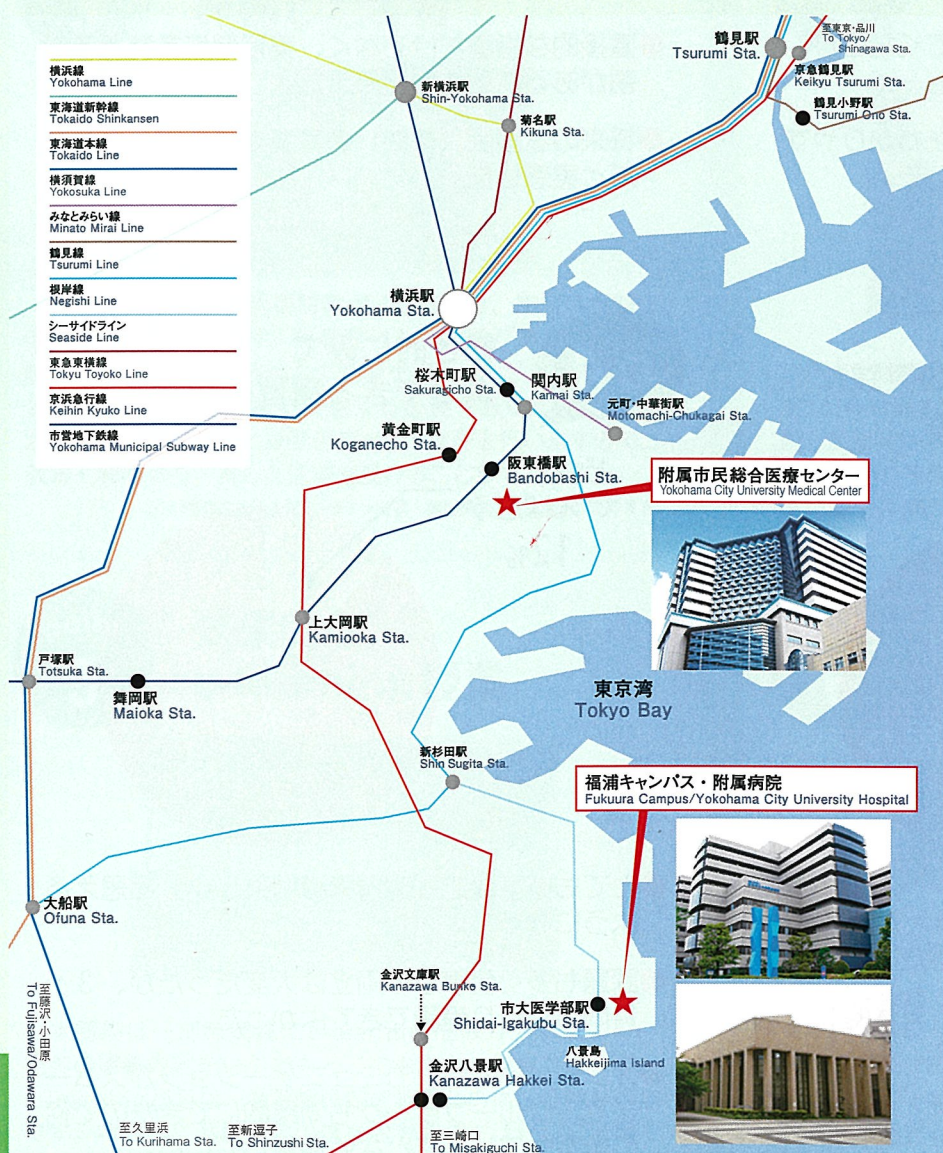 横浜線
Yokohama Line
東海道新幹線
Tokaido Shinkansen
東海道本線
Tokaido Line
横須賀線
Yokosuka Line
みなとみらい線
Minato Mirai Line
鶴見線
Tsurumi Line
根岸線
Negishi Line
シーサイドライン
Seaside Line
東急東横線
Tokyu Toyoko Line
京浜急行線
Keihin Kyuko Line
市営地下鉄線
Yokohama Municipal Subway Line
鶴見駅
Tsurumi Sta.
至東京・品川
To Tokyo/
Shinagawa Sta.
京急鶴見駅
Keikyu Tsurumi Sta.
鶴見小野駅
Tsurumi Ono Sta.
新横浜駅
Shin-Yokohama Sta.
菊名駅
Kikuna Sta.
横浜駅
Yokohama Sta.
桜木町駅
Sakuragicho Sta.
関内駅
Kannai Sta.
元町・中華街駅
Motomachi-Chukagai Sta.
黄金町駅
Koganecho Sta.
阪東橋駅
Bandobashi Sta.
附属市民総合医療センター
Yokohama City University Medical Center
上大岡駅
Kamiooka Sta.
戸塚駅
Totsuka Sta.
舞岡駅
Maioka Sta.
東京湾
Tokyo Bay
新杉田駅
Shin Sugita Sta.
福浦キャンパス・附属病院
Fukuura Campus/Yokohama City University Hospital
大船駅
Ofuna Sta.
至藤沢・小田原
To Fujisawa/Odawara Sta.
金沢文庫駅
Kanazawa Bunko Sta.
市大医学部駅
Shidai-Igakubu Sta.
八景島
Hakkeijima Island
金沢八景駅
Kanazawa Hakkei Sta.
至久里浜
To Kurihama Sta.
至新逗子
To Shinzushi Sta.
至三崎口
To Misakiguchi Sta.